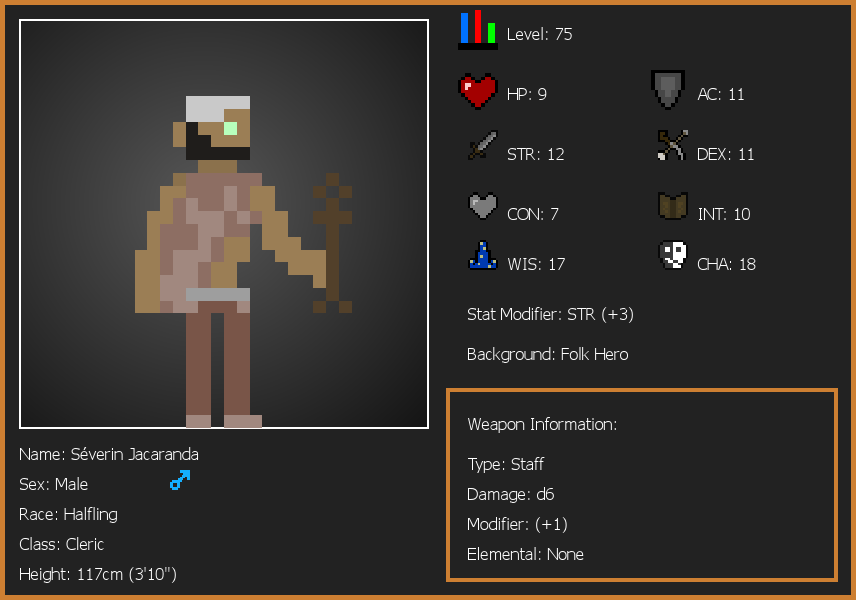 Level: 75
HP: 9
AC: 11
STR: 12
DEX: 11
CON: 7
INT: 10
WIS: 17
CHA: 18
Stat Modifier: STR (+3)
Background: Folk Hero
Weapon Information:
Type: Staff
Damage: d6
Modifier: (+1)
Elemental: None
Name: Séverin Jacaranda
Sex: Male
Race: Halfling
Class: Cleric
Height: 117cm (3'10")